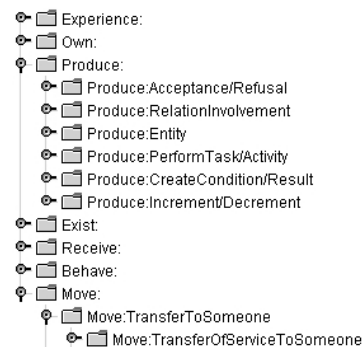 Experience:
Own:
Produce:
Produce:Acceptance/Refusal
Produce:RelationInvolvement
Produce:Entity
Produce:PerformTask/Activity
Produce:CreateCondition/Result
Produce:Increment/Decrement
Exist:
Receive:
Behave:
Move:
Move:TransferToSomeone
Move:TransferOfServiceToSomeone